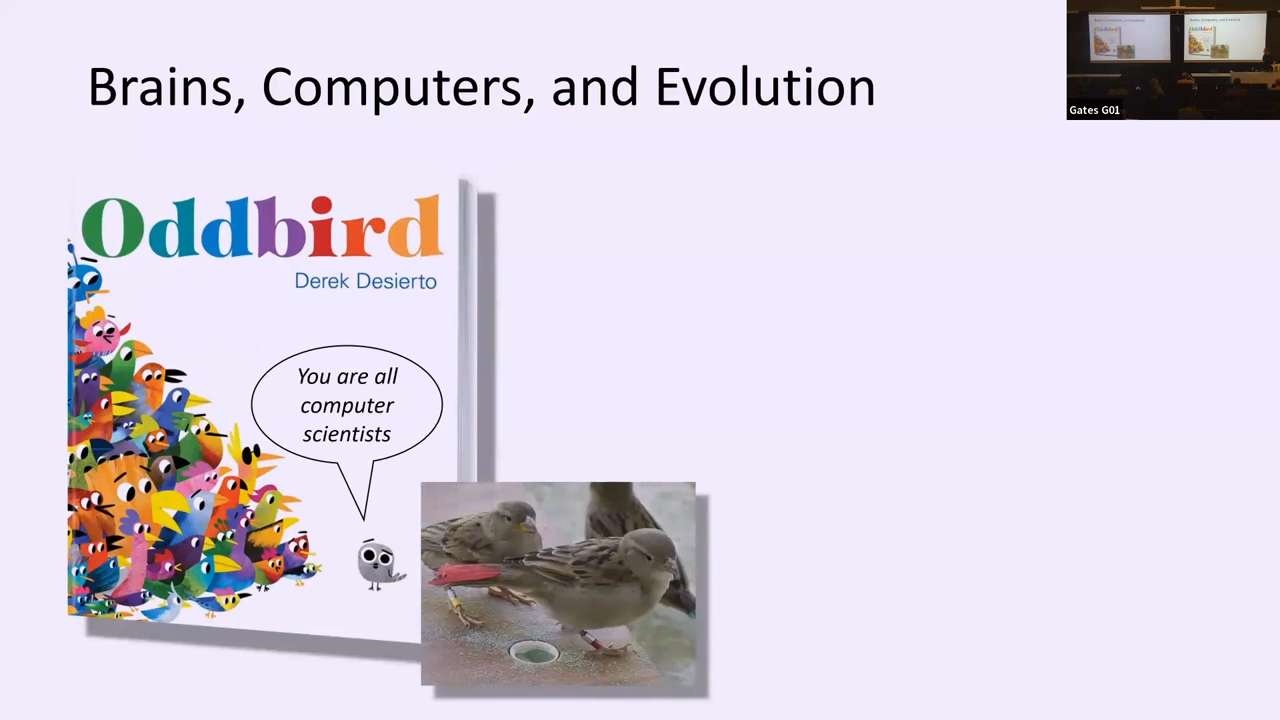 Brains, Computers, and Evolution
Gates G01
Oddbird
Derek Desierto
You are all
computer
scientists